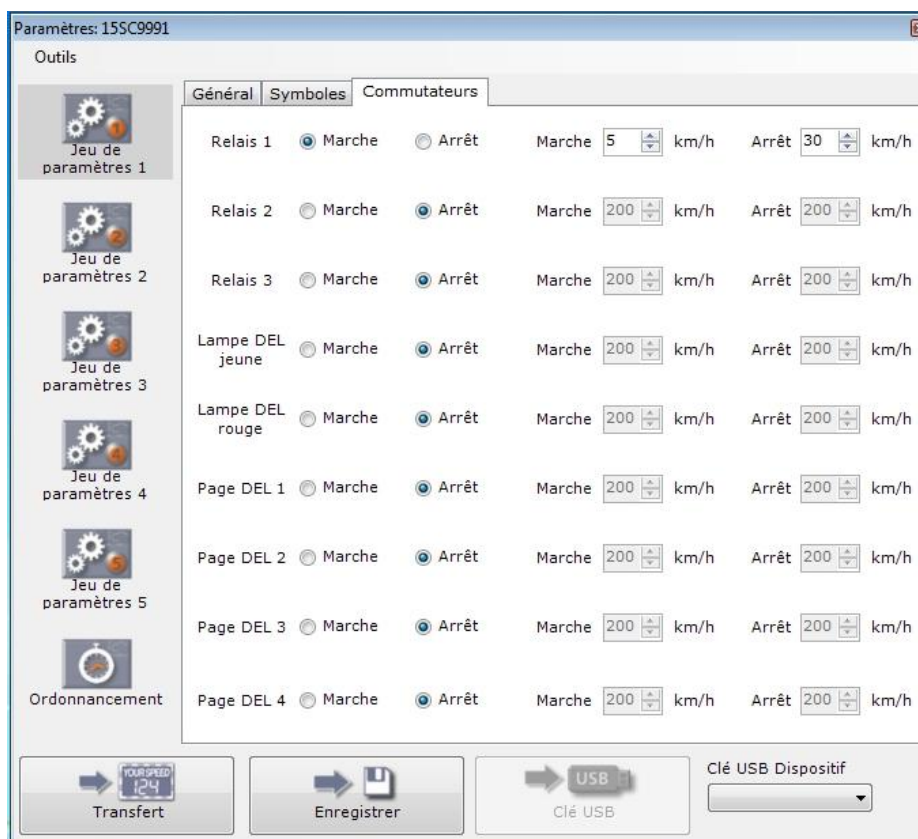 Paramètres: 15SC9991
Outils
Jeu de
paramètres 1
Jeu de
paramètres 2
Jeu de
paramètres 3
Jeu de
paramètres 4
Jeu de
paramètres 5
Ordonnancement
Général Symboles Commutateurs
Relais 1 Marche Arrêt Marche 5 km/h Arrêt 30 km/h
Relais 2 Marche Arrêt Marche 200 km/h Arrêt 200 km/h
Relais 3 Marche Arrêt Marche 200 km/h Arrêt 200 km/h
Lampe DEL
jeune Marche Arrêt Marche 200 km/h Arrêt 200 km/h
Lampe DEL
rouge Marche Arrêt Marche 200 km/h Arrêt 200 km/h
Page DEL 1 Marche Arrêt Marche 200 km/h Arrêt 200 km/h
Page DEL 2 Marche Arrêt Marche 200 km/h Arrêt 200 km/h
Page DEL 3 Marche Arrêt Marche 200 km/h Arrêt 200 km/h
Page DEL 4 Marche Arrêt Marche 200 km/h Arrêt 200 km/h
YOUR SPEED
124
Transfert
Enregistrer
USB
Clé USB
Clé USB Dispositif